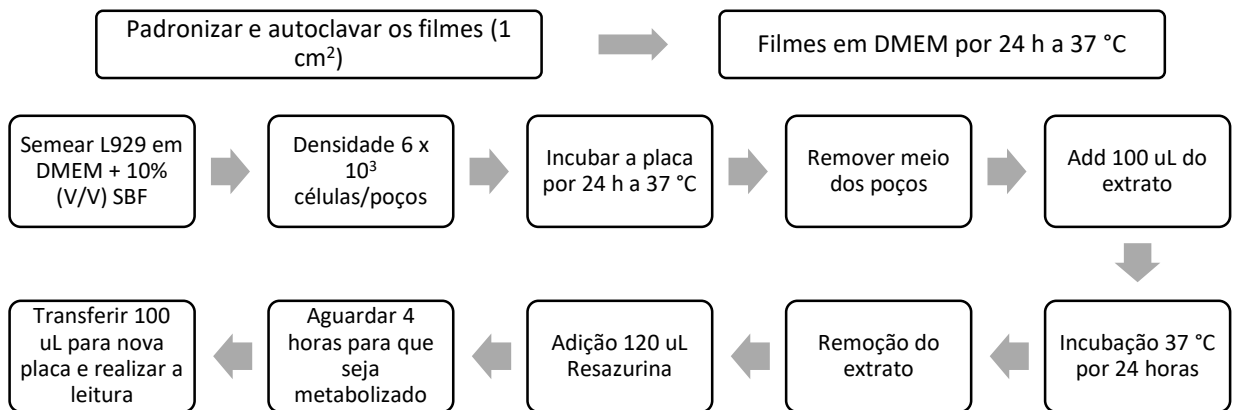 Padronizar e autoclavar os filmes (1
cm²)
Filmes em DMEM por 24 h a 37 °C
Semear L929 em
DMEM + 10%
(V/V) SBF
Densidade 6 x
10³
células/poços
Incubar a placa
por 24 h a 37 °C
Remover meio
dos poços
Add 100 uL do
extrato
Incubação 37 °C
por 24 horas
Remoção do
extrato
Adição 120 uL
Resazurina
Aguardar 4
horas para que
seja
metabolizado
Transferir 100
uL para nova
placa e realizar a
leitura